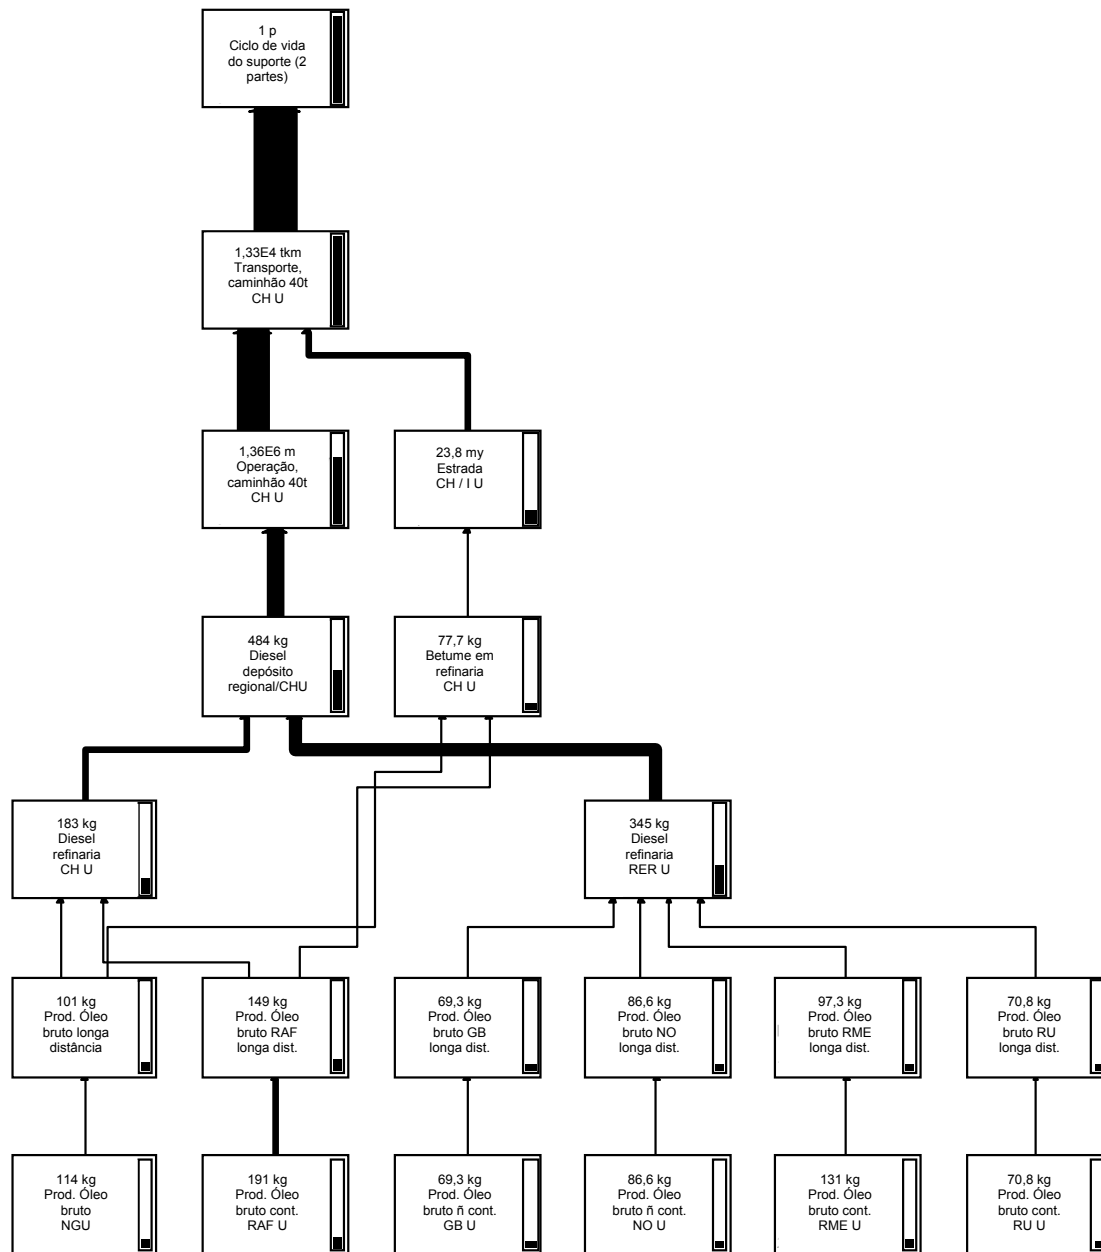 1 p
Ciclo de vida
do suporte (2
partes)
1,33E4 tkm
Transporte,
caminhão 40t
CH U
1,36E6 m
Operação,
caminhão 40t
CH U
23,8 my
Estrada
CH / I U
484 kg
Diesel
depósito
regional/CHU
77,7 kg
Betume em
refinaria
CH U
183 kg
Diesel
refinaria
CH U
345 kg
Diesel
refinaria
RER U
101 kg
Prod. Óleo
bruto longa
distância
149 kg
Prod. Óleo
bruto RAF
longa dist.
69,3 kg
Prod. Óleo
bruto GB
longa dist.
86,6 kg
Prod. Óleo
bruto NO
longa dist.
97,3 kg
Prod. Óleo
bruto RME
longa dist.
70,8 kg
Prod. Óleo
bruto RU
longa dist.
114 kg
Prod. Óleo
bruto
NGU
191 kg
Prod. Óleo
bruto cont.
RAF U
69,3 kg
Prod. Óleo
bruto ñ cont.
GB U
86,6 kg
Prod. Óleo
bruto ñ cont.
NO U
131 kg
Prod. Óleo
bruto cont.
RME U
70,8 kg
Prod. Óleo
bruto cont.
RU U